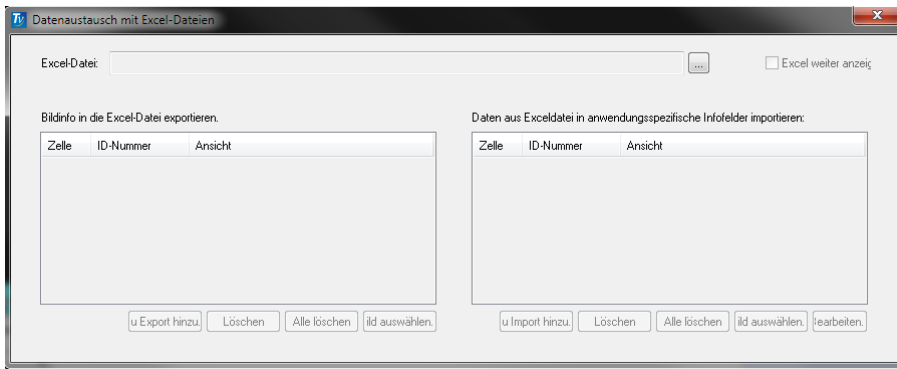 Datenaustausch mit Excel-Dateien
Excel-Datei:
...
Excel weiter anzeig
Bildinfo in die Excel-Datei exportieren.
Zelle ID-Nummer Ansicht
u Export hinzu. Löschen Alle löschen ild auswählen.
Daten aus Exceldatei in anwendungsspezifische Infofelder importieren:
Zelle ID-Nummer Ansicht
u Import hinzu. Löschen Alle löschen ild auswählen. earbeiten.